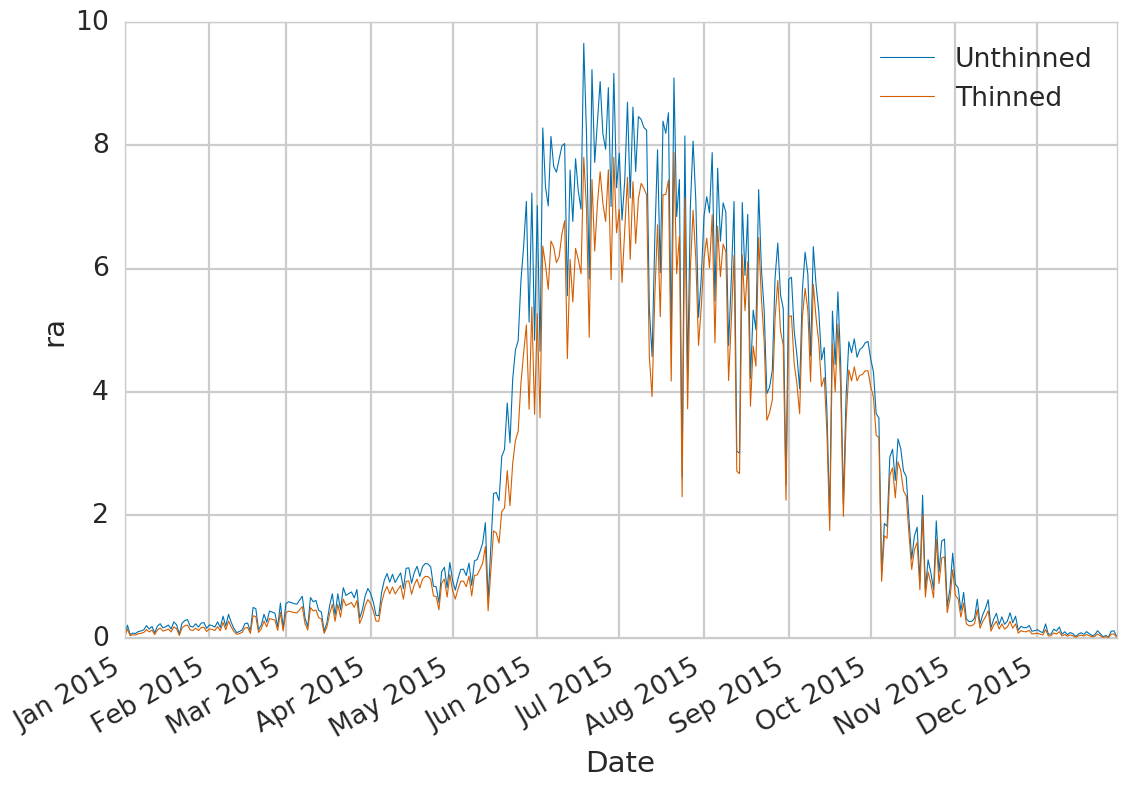 10
8
6
4
2
0
ra
Unthinned
Thinned
Jan 2015
Feb 2015
Mar 2015
Apr 2015
May 2015
Jun 2015
Jul 2015
Aug 2015
Sep 2015
Oct 2015
Nov 2015
Dec 2015
Date